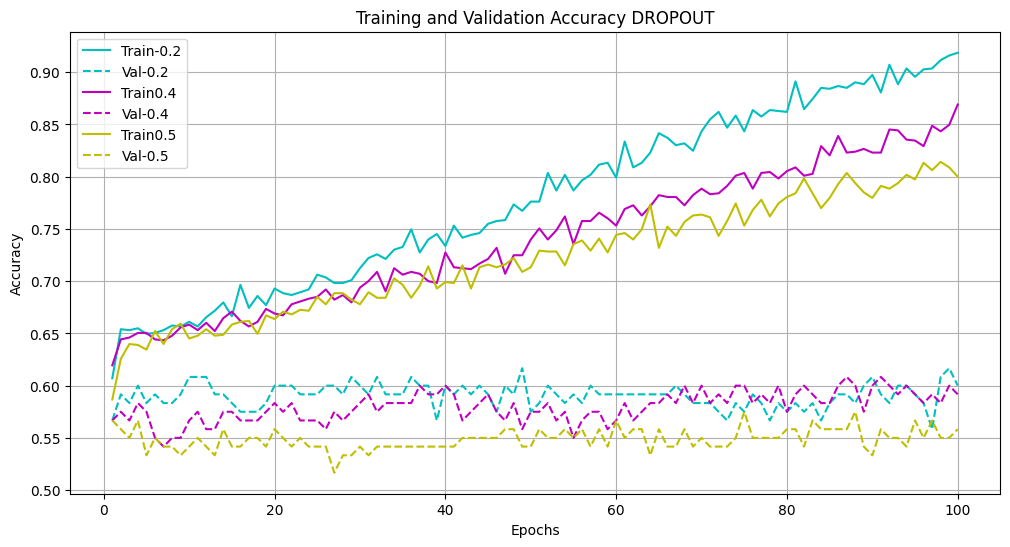 Training and Validation Accuracy DROPOUT
Train-0.2
Val-0.2
Train0.4
Val-0.4
Train0.5
Val-0.5
0.90
0.85
0.80
0.75
0.70
0.65
0.60
0.55
0.50
Accuracy
0 20 40 60 80 100
Epochs